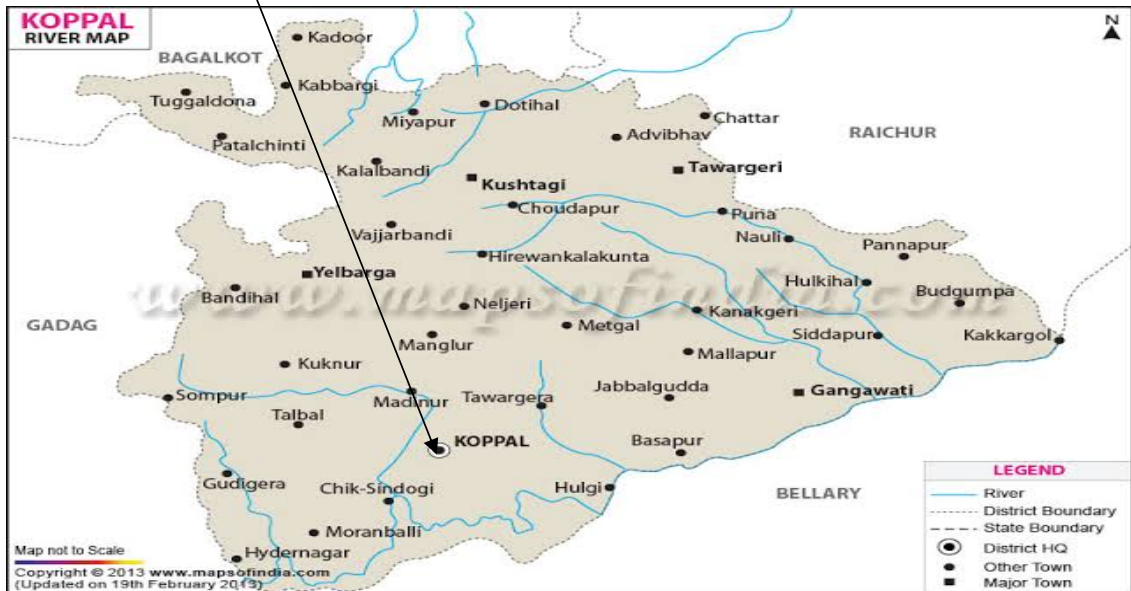 KOPPAL
RIVER MAP
N
BAGALKOT
Kadoor
Kabbargi
Tuggaldona
Patalchinti
Miyapur
Dotihal
Chattar
Advibhav
RAICHUR
Kalalbandi
Kushtagi
Tawargeri
Choudapur
Puna
Vajjarbandi
Nauli
Pannapur
Hirewankalakunta
Yelbarga
Hulkihal
Bandihal
Budgumpa
www.mapsofindia.com
Neljeri
Kanakgeri
GADAG
Metgal
Siddapur
Kakkargol
Manglur
Mallapur
Kuknur
Jabbalgudda
Gangawati
Sompur
Madinur
Tawargera
Talbal
KOPPAL
Basapur
Gudigera
Chik-Sindogi
Hulgi
BELLARY
Moranballi
Hydernagar
Map not to Scale
Copyright © 2013 www.mapsofindia.com
(Updated on 19th February 2013)
LEGEND
River
District Boundary
State Boundary
District HQ
Other Town
Major Town